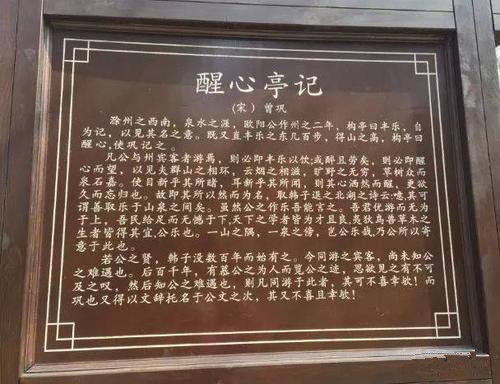 醒心亭记
（宋）曾巩
滁州之西南，泉水之涯，欧阳公作州之二年，构亭曰丰乐，自
为记，以见其名之意。既又直丰乐之东几百步，得山之高，构亭曰
醒心，使巩记之。
凡公与州宾客者游焉，则必即丰乐以饮；或醉且劳矣，则必即醒
心而望，以见夫群山之相环，云烟之相滋，旷野之无穷，草树众而
泉石嘉，使目新乎其所睹，耳新乎其所闻，则其心洒然而醒，更欲
久而忘归也。故即其所以然而为名，取韩子退之北湖之诗云。噫！其可
谓善取乐于山泉之间矣。虽然，公之作乐吾能言之。吾君优游而无为
于上，吾民给足而无憾于下，天下之学者皆为才且良，夷狄鸟兽草木之
生者皆得其宜，公乐也。一山之隅，一泉之傍，岂公乐哉？乃公所以寄
意于此也。
若公之贤，韩子没数百年而始有之。今同游之宾客，尚未知公
之难遇也。后百千年，有慕公之为人而览公之迹，思欲见之有不可
及之叹，然后知公之难遇也，则凡同游于此者，其可不喜且幸欤！而
巩也又得以文辞托名于公文之次，其又不喜且幸欤！